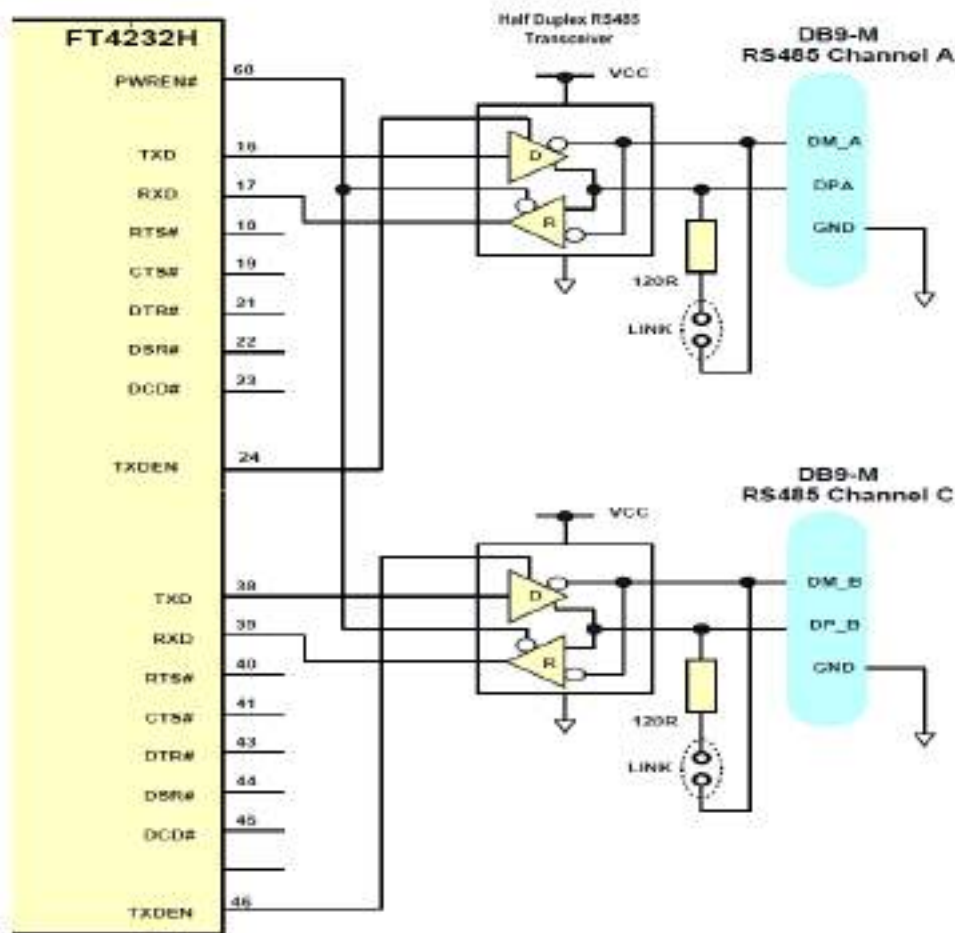 Half Duplex RS485
Transceiver
FT4232H
DB9-M
RS485 Channel A
PWREN#
60
VCC
TXD
16
D
DM_A
RXD
17
DPA
RTS#
18
R
GND
CTS#
19
120R
DTR#
21
LINK
DSR#
22
DCD#
23
TXDEN
24
DB9-M
RS485 Channel C
VCC
TXD
38
D
DM_B
RXD
39
DP_B
RTS#
40
R
GND
CTS#
41
120R
DTR#
43
LINK
DSR#
44
DCD#
45
TXDEN
46